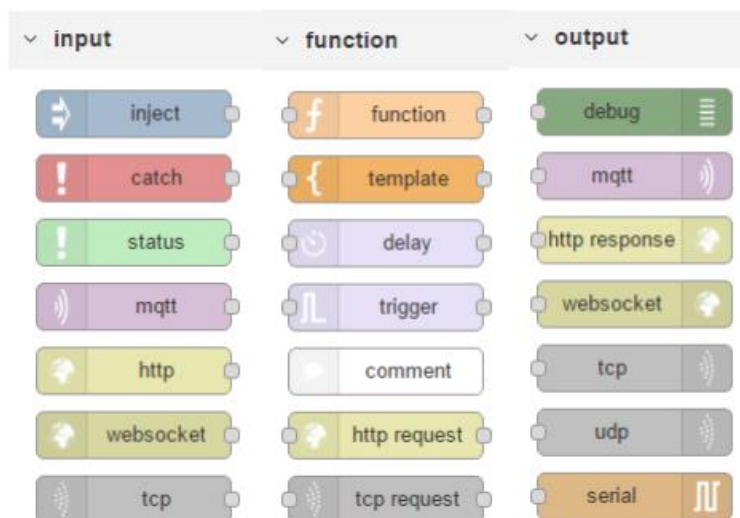 input
inject
catch
status
mqtt
http
websocket
tcp
function
function
template
delay
trigger
comment
http request
tcp request
output
debug
mqtt
http response
websocket
tcp
udp
serial